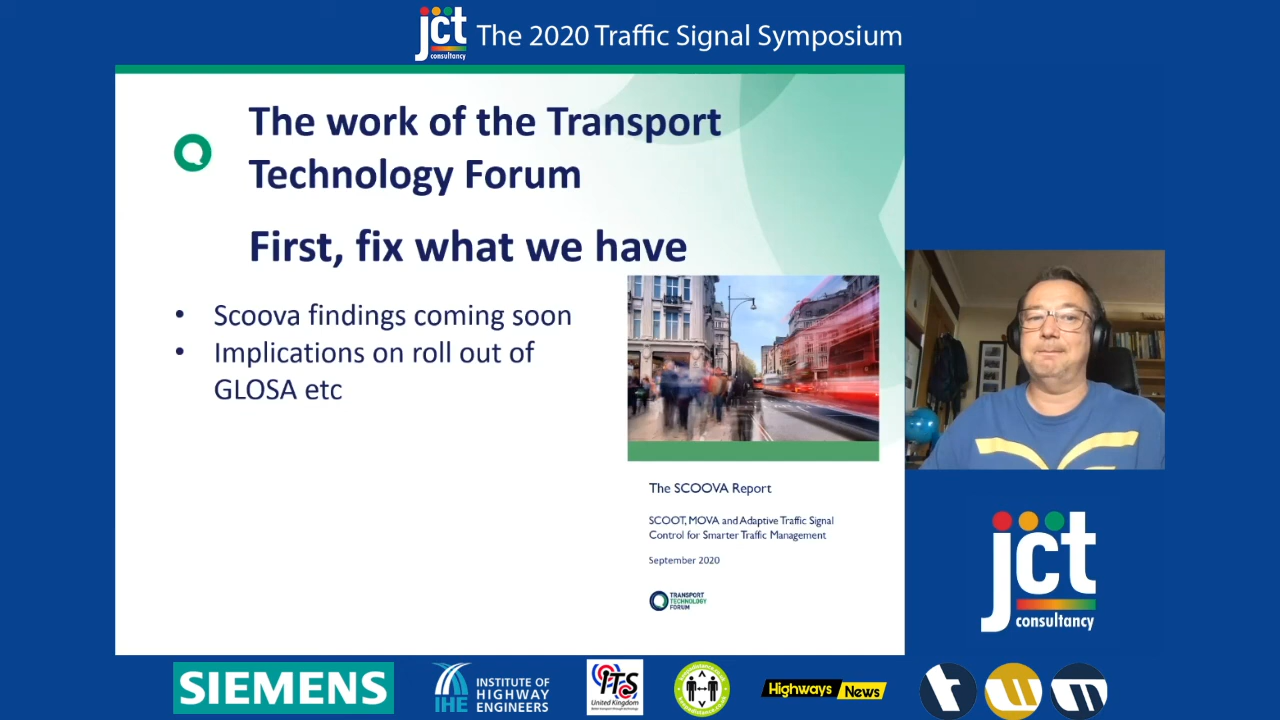 jct
consultancy
The 2020 Traffic Signal Symposium
The work of the Transport
Technology Forum
First, fix what we have
• Scoova findings coming soon
• Implications on roll out of
GLOSA etc
The SCOOVA Report
SCOOT, MOVA and Adaptive Traffic Signal
Control for Smarter Traffic Management
September 2020
TRANSPORT
TECHNOLOGY
FORUM
jct
consultancy
SIEMENS
IHE
INSTITUTE OF
HIGHWAY
ENGINEERS
ITS
United Kingdom
Highways News